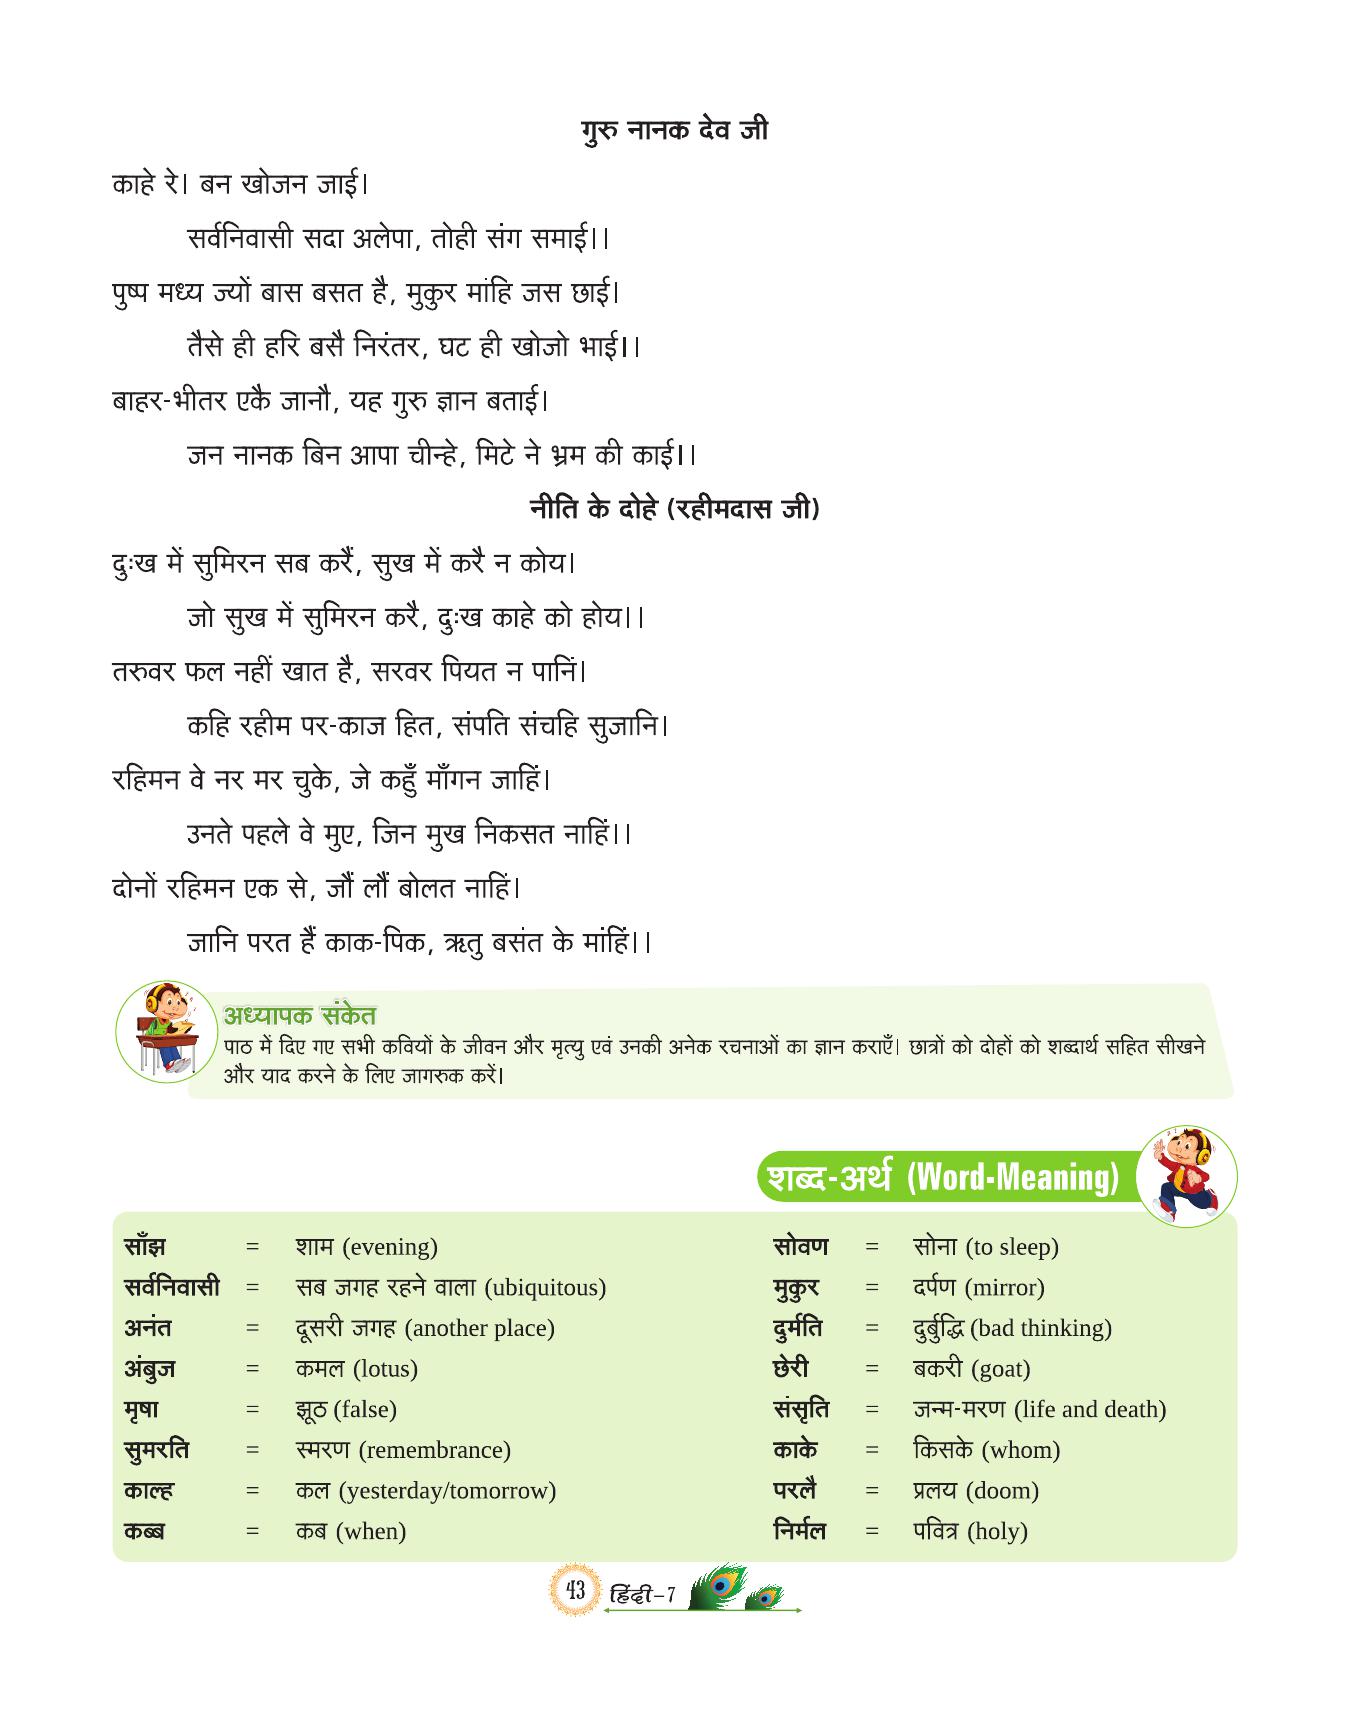 गुरु नानक देव जी
काहे रे। बन खोजन जाई।
सर्वनिवासी सदा अलेपा, तोही संग समाई।।
पुष्प मध्य ज्यों बास बसत है, मुकुर मांहि जस छाई।
तैसे ही हरि बसै निरंतर, घट ही खोजो भाई।।
बाहर-भीतर एकै जानौ, यह गुरु ज्ञान बताई।
जन नानक बिन आपा चीन्हे, मिटे ने भ्रम की काई।।
नीति के दोहे (रहीमदास जी)
दुःख में सुमिरन सब करैं, सुख में करै न कोय।
जो सुख में सुमिरन करै, दुःख काहे को होय।।
तरुवर फल नहीं खात है, सरवर पियत न पानिं।
कहि रहीम पर-काज हित, संपति संचहि सुजानि।
रहिमन वे नर मर चुके, जे कहुँ माँगन जाहिं।
उनते पहले वे मुए, जिन मुख निकसत नाहिं।।
दोनों रहिमन एक से, जौं लौं बोलत नाहिं।
जानि परत हैं काक-पिक, ऋतु बसंत के मांहिं।।
अध्यापक संकेत
पाठ में दिए गए सभी कवियों के जीवन और मृत्यु एवं उनकी अनेक रचनाओं का ज्ञान कराएँ। छात्रों को दोहों को शब्दार्थ सहित सीखने
और याद करने के लिए जागरुक करें।
शब्द-अर्थ (Word-Meaning)
साँझ = शाम (evening) सोवण = सोना (to sleep)
सर्वनिवासी = सब जगह रहने वाला (ubiquitous) मुकुर = दर्पण (mirror)
अनंत = दूसरी जगह (another place) दुर्मति = दुर्बुद्धि (bad thinking)
अंबुज = कमल (lotus) छेरी = बकरी (goat)
मृषा = झूठ (false) संसृति = जन्म-मरण (life and death)
सुमरति = स्मरण (remembrance) काके = किसके (whom)
काल्ह = कल (yesterday/tomorrow) परलै = प्रलय (doom)
कब्ब = कब (when) निर्मल = पवित्र (holy)
43 हिंदी–7